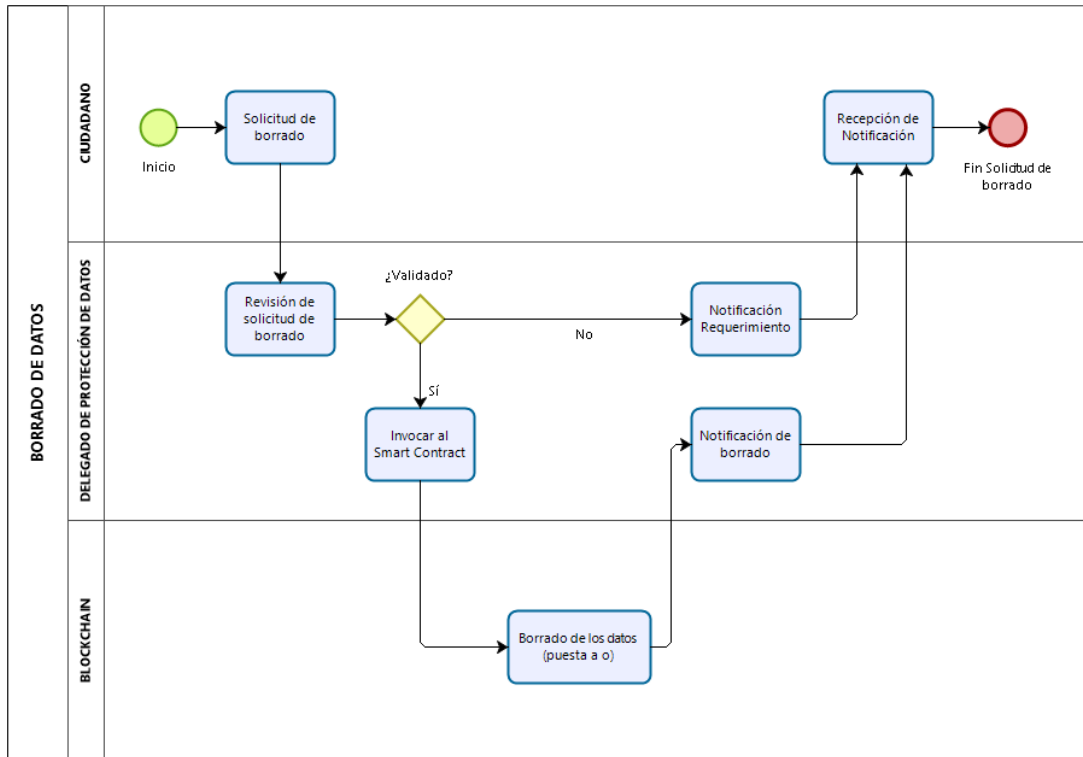 BORRADO DE DATOS
CIUDADANO
Inicio
Solicitud de
borrado
Recepción de
Notificación
Fin Solicitud de
borrado
DELEGADO DE PROTECCIÓN DE DATOS
Revisión de
solicitud de
borrado
¿Validado?
No
Sí
Notificación
Requerimiento
Invocar al
Smart Contract
Notificación de
borrado
BLOCKCHAIN
Borrado de los datos
(puesta a o)